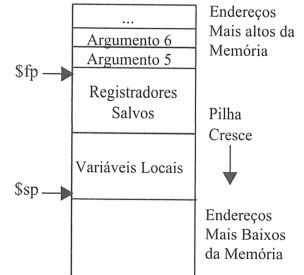 ...
Argumento 6
Argumento 5
$fp
Registradores
Salvos
Variáveis Locais
$sp
Endereços
Mais altos da
Memória
Pilha
Cresce
Endereços
Mais Baixos
da Memória